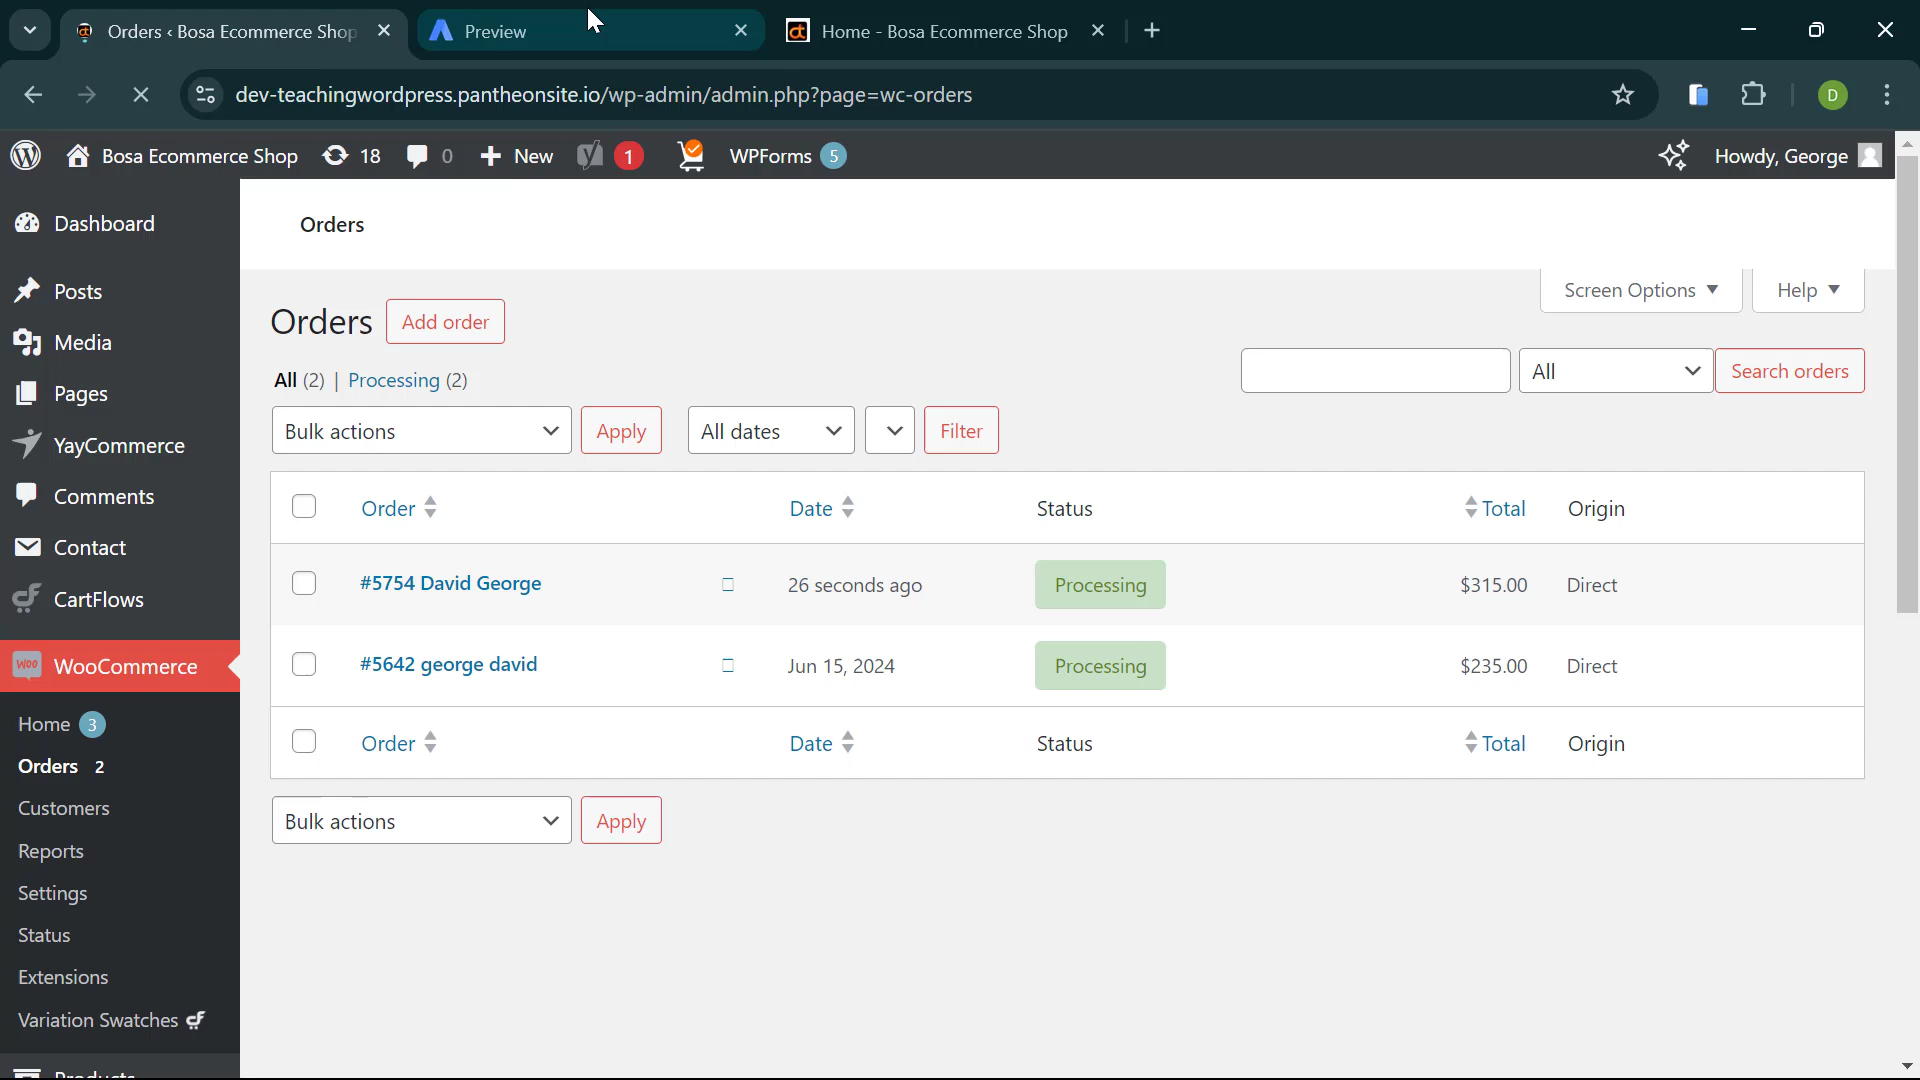 Orders ‹ Bosa Ecommerce Shop
Preview
Home - Bosa Ecommerce Shop
dev-teachingwordpress.pantheonsite.io/wp-admin/admin.php?page=wc-orders
D
Bosa Ecommerce Shop
18
0
New
1
WPForms 5
Howdy, George
Dashboard
Posts
Media
Pages
YayCommerce
Comments
Contact
CartFlows
WOO
WooCommerce
Home 3
Orders 2
Customers
Reports
Settings
Status
Extensions
Variation Swatches
Orders
Screen Options
Help
Orders
Add order
All (2) | Processing (2)
All
Search orders
Bulk actions
Apply
All dates
Filter
Order Date Status Total Origin
#5754 David George 26 seconds ago Processing $315.00 Direct
#5642 george david Jun 15, 2024 Processing $235.00 Direct
Order Date Status Total Origin
Bulk actions
Apply